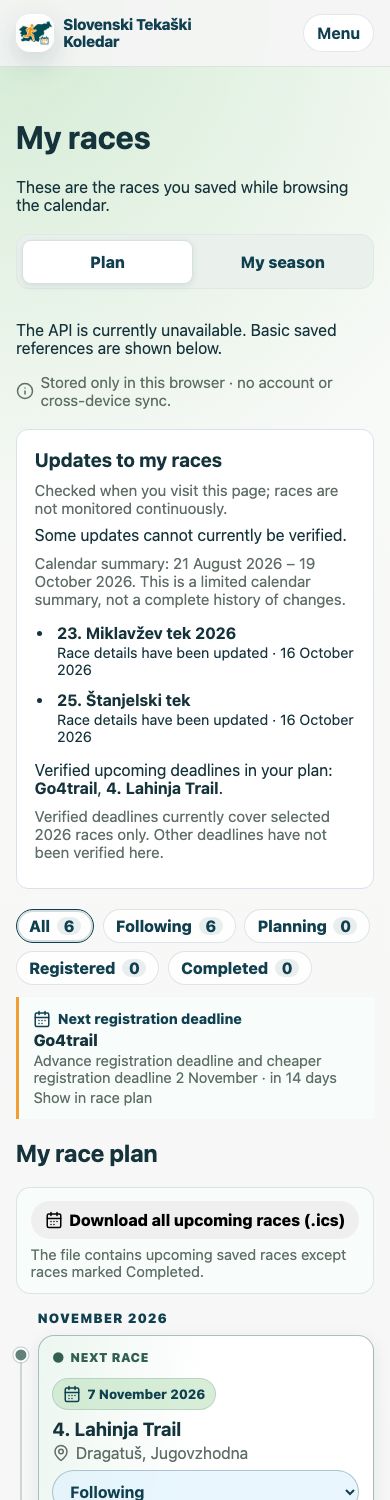 Slovenski Tekaški
Koledar
Menu
My races
These are the races you saved while browsing
the calendar.
Plan
My season
The API is currently unavailable. Basic saved
references are shown below.
Stored only in this browser · no account or
cross-device sync.
Updates to my races
Checked when you visit this page; races are
not monitored continuously.
Some updates cannot currently be verified.
Calendar summary: 21 August 2026 – 19
October 2026. This is a limited calendar
summary, not a complete history of changes.
• 23. Miklavžev tek 2026
Race details have been updated · 16 October
2026
• 25. Štanjelski tek
Race details have been updated · 16 October
2026
Verified upcoming deadlines in your plan:
Go4trail, 4. Lahinja Trail.
Verified deadlines currently cover selected
2026 races only. Other deadlines have not
been verified here.
All 6
Following 6
Planning 0
Registered 0
Completed 0
Next registration deadline
Go4trail
Advance registration deadline and cheaper
registration deadline 2 November · in 14 days
Show in race plan
My race plan
Download all upcoming races (.ics)
The file contains upcoming saved races except
races marked Completed.
NOVEMBER 2026
NEXT RACE
7 November 2026
4. Lahinja Trail
Dragatuš, Jugovzhodna
Following